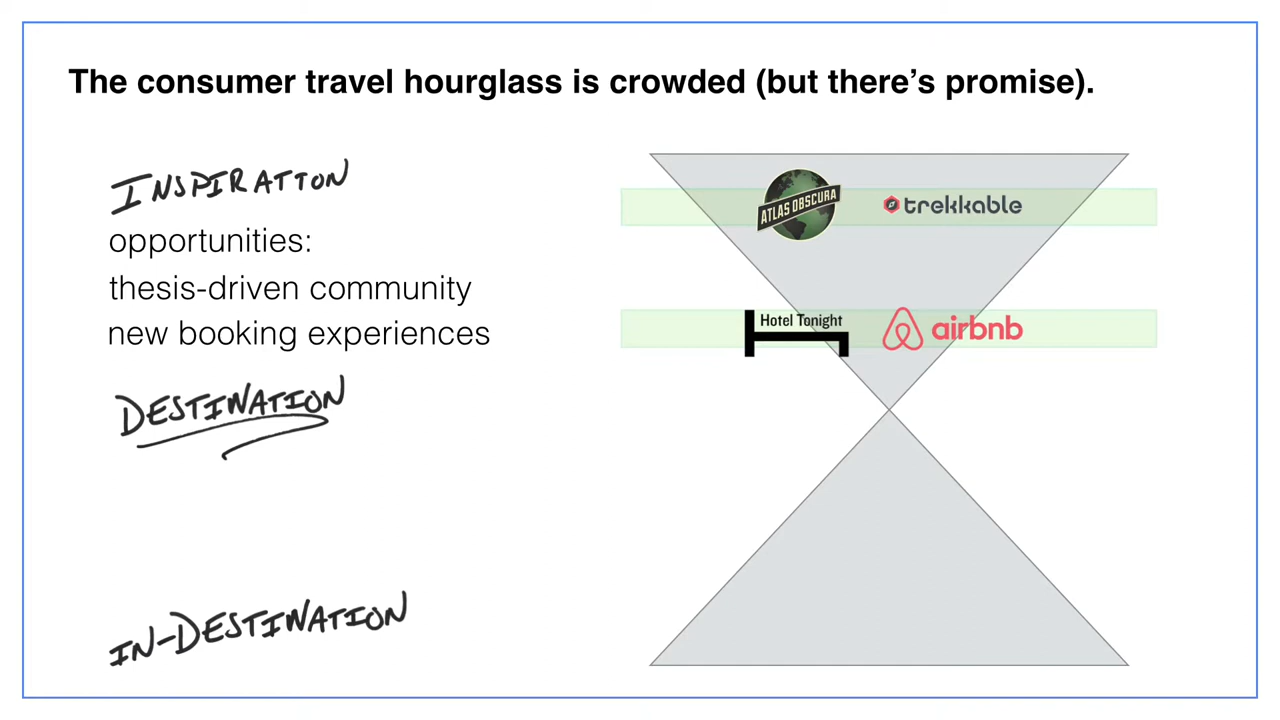 The consumer travel hourglass is crowded (but there's promise).
INSPIRATION
opportunities:
thesis-driven community
new booking experiences
DESTINATION
IN-DESTINATION
ATLAS OBSCURA
trekkable
Hotel Tonight
airbnb